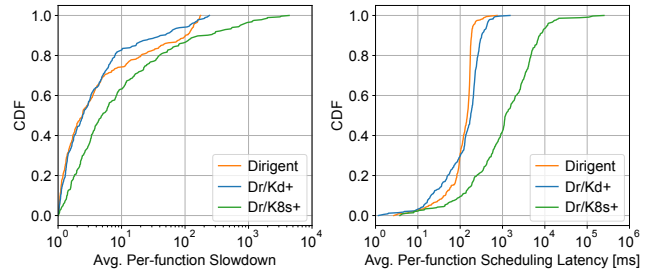 CDF
1.0
0.8
0.6
0.4
0.2
0.0
Dirigent
Dr/Kd+
Dr/K8s+
10^0 10^1 10^2 10^3 10^4
Avg. Per-function Slowdown
CDF
1.0
0.8
0.6
0.4
0.2
0.0
Dirigent
Dr/Kd+
Dr/K8s+
10^0 10^1 10^2 10^3 10^4 10^5 10^6
Avg. Per-function Scheduling Latency [ms]